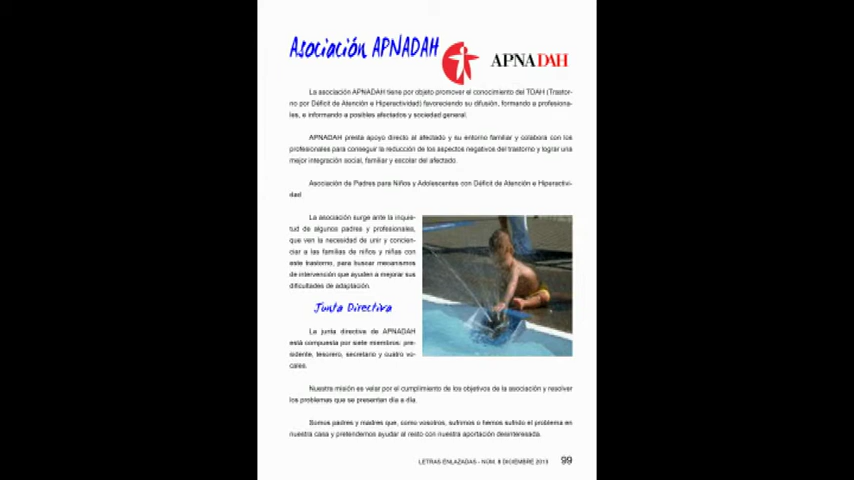 Asociación APNADAH
APNADAH
La asociación APNADAH tiene por objeto promover el conocimiento del TDAH (Trastor-
no por Déficit de Atención e Hiperactividad) favoreciendo su difusión, formando a profesiona-
les, e informando a posibles afectados y sociedad general.
APNADAH presta apoyo directo al afectado y su entorno familiar y colabora con los
profesionales para conseguir la reducción de los aspectos negativos del trastorno y lograr una
mejor integración social, familiar y escolar del afectado.
Asociación de Padres para Niños y Adolescentes con Déficit de Atención e Hiperactivi-
dad
La asociación surge ante la inquie-
tud de algunos padres y profesionales,
que ven la necesidad de unir y concien-
ciar a las familias de niños y niñas con
este trastorno, para buscar mecanismos
de intervención que ayuden a mejorar sus
dificultades de adaptación.
Junta Directiva
La junta directiva de APNADAH
está compuesta por siete miembros: pre-
sidente, tesorero, secretario y cuatro vo-
cales.
Nuestra misión es velar por el cumplimiento de los objetivos de la asociación y resolver
los problemas que se presentan día a día.
Somos padres y madres que, como vosotros, sufrimos o hemos sufrido el problema en
nuestra casa y pretendemos ayudar al resto con nuestra aportación desinteresada.
LETRAS ENLAZADAS - NÚM. 8 DICIEMBRE 2013 99